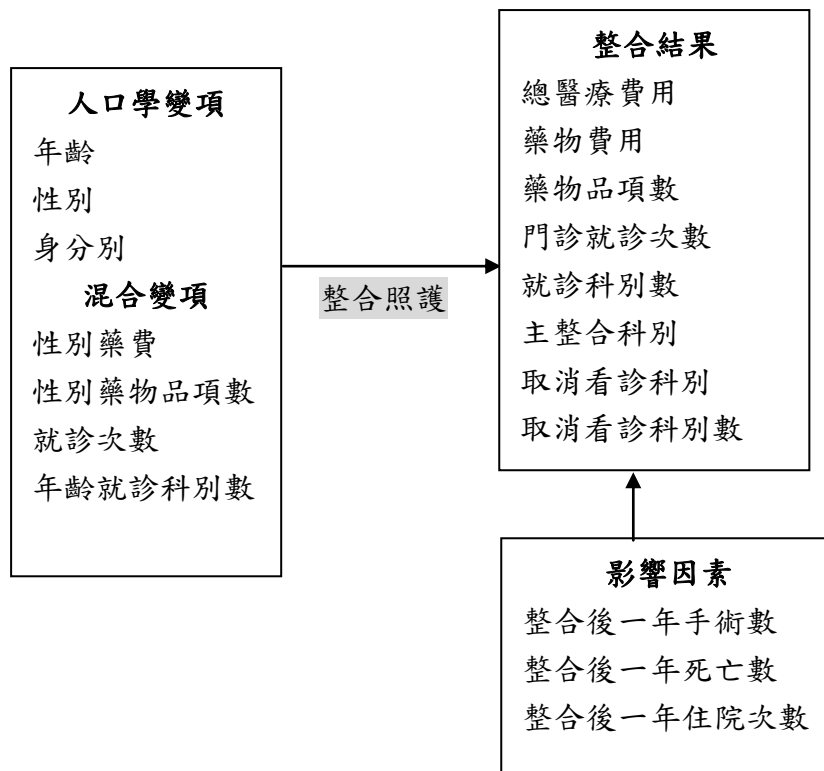 人口學變項
年齡
性別
身分別
混合變項
性別藥費
性別藥物品項數
就診次數
年齡就診科別數
整合照護
整合結果
總醫療費用
藥物費用
藥物品項數
門診就診次數
就診科別數
主整合科別
取消看診科別
取消看診科別數
影響因素
整合後一年手術數
整合後一年死亡數
整合後一年住院次數